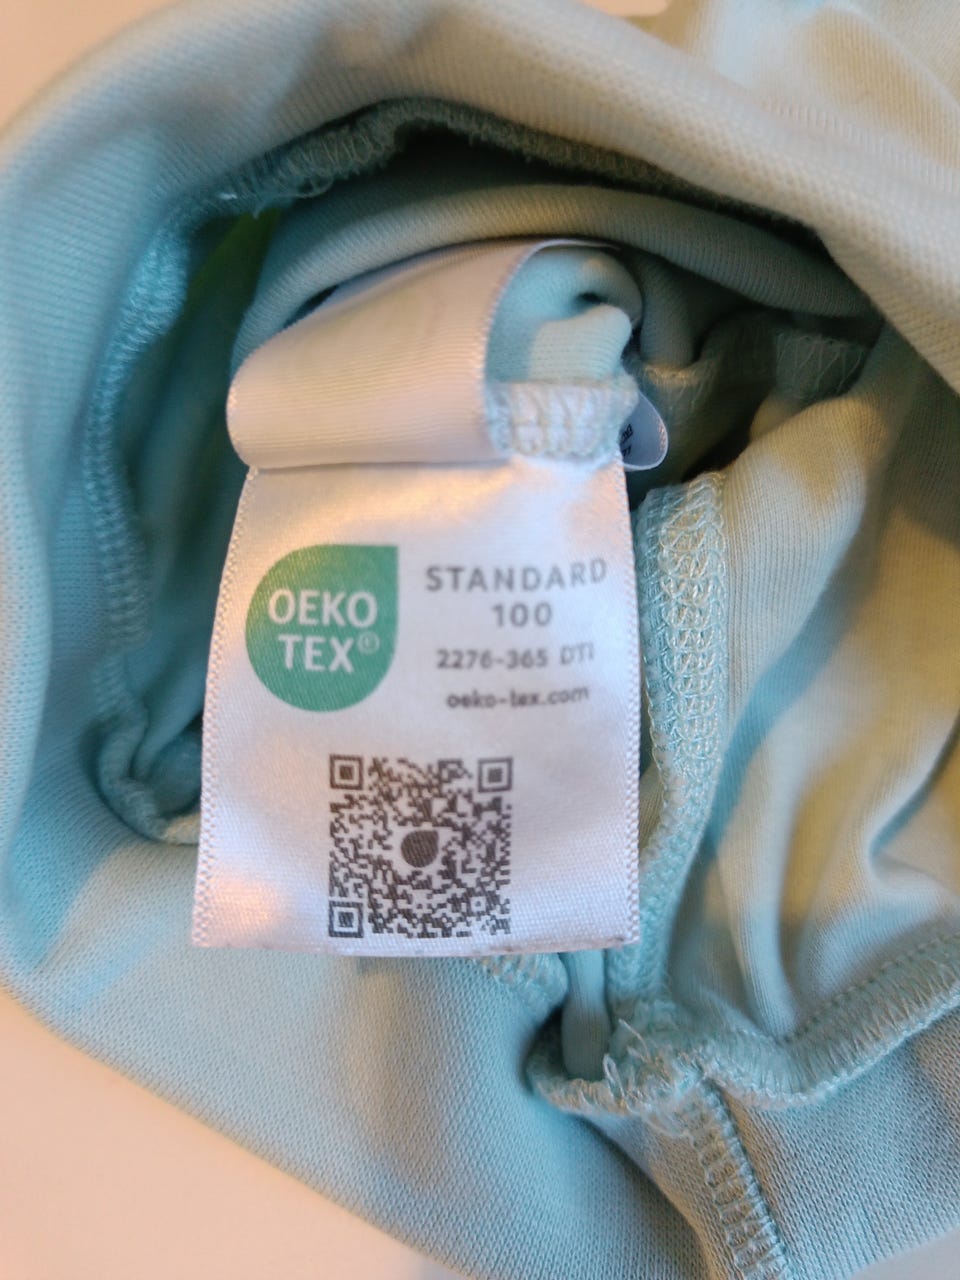 OEKO
TEX®
STANDARD
100
2276-365 DTI
oeko-tex.com